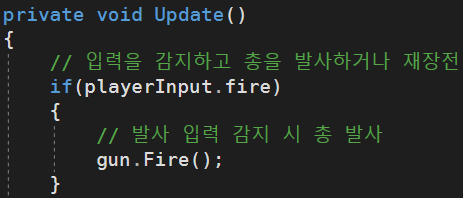 private void Update()
{
// 입력을 감지하고 총을 발사하거나 재장전
if(playerInput.fire)
{
// 발사 입력 감지 시 총 발사
gun.Fire();
}